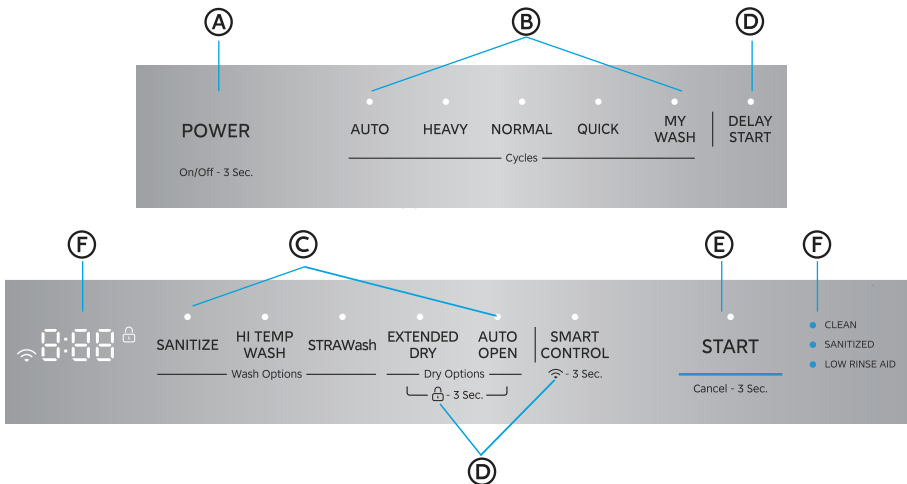 A
B
D
POWER
On/Off - 3 Sec.
AUTO
HEAVY
NORMAL
QUICK
MY
WASH
DELAY
START
Cycles
F
C
E
F
8:88
SANITIZE
HI TEMP
WASH
STRAWash
EXTENDED
DRY
AUTO
OPEN
SMART
CONTROL
START
CLEAN
SANITIZED
LOW RINSE AID
Wash Options
Dry Options
- 3 Sec.
- 3 Sec.
Cancel - 3 Sec.
D